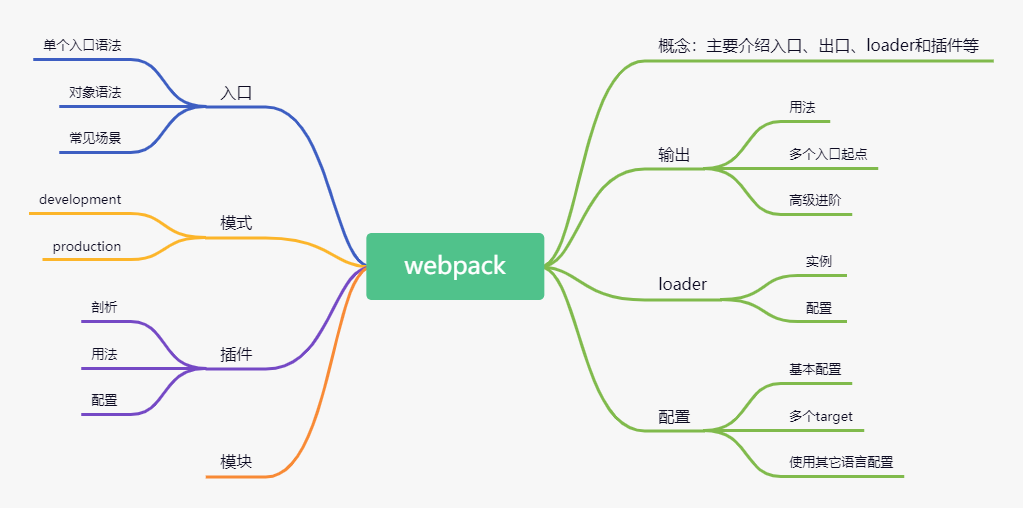 webpack
概念：主要介绍入口、出口、loader和插件等
输出
用法
多个入口起点
高级进阶
loader
实例
配置
配置
基本配置
多个target
使用其它语言配置
入口
单个入口语法
对象语法
常见场景
模式
development
production
插件
剖析
用法
配置
模块